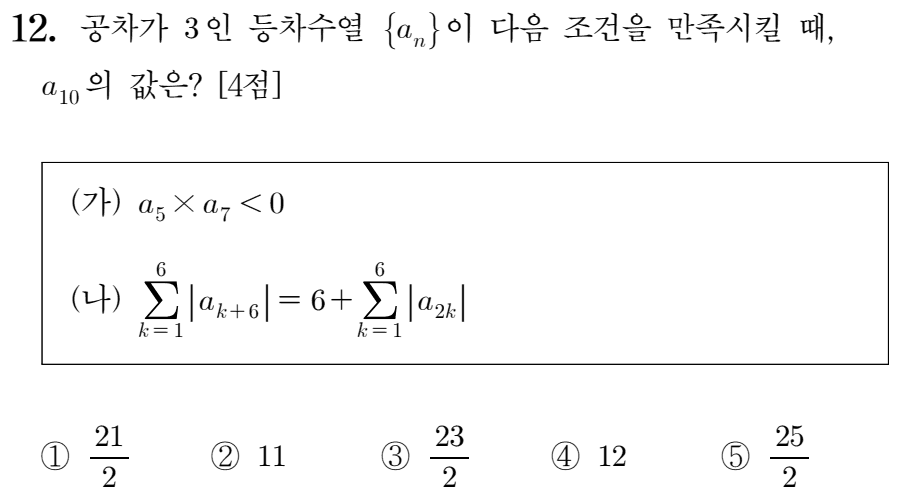 12. 공차가 3인 등차수열 {aₙ}이 다음 조건을 만족시킬 때,
a₁₀의 값은? [4점]
(가) a₅ × a₇ < 0
(나) ∑_{k=1}^{6} |a_{k+6}| = 6 + ∑_{k=1}^{6} |a_{2k}|
① 21/2 ② 11 ③ 23/2 ④ 12 ⑤ 25/2